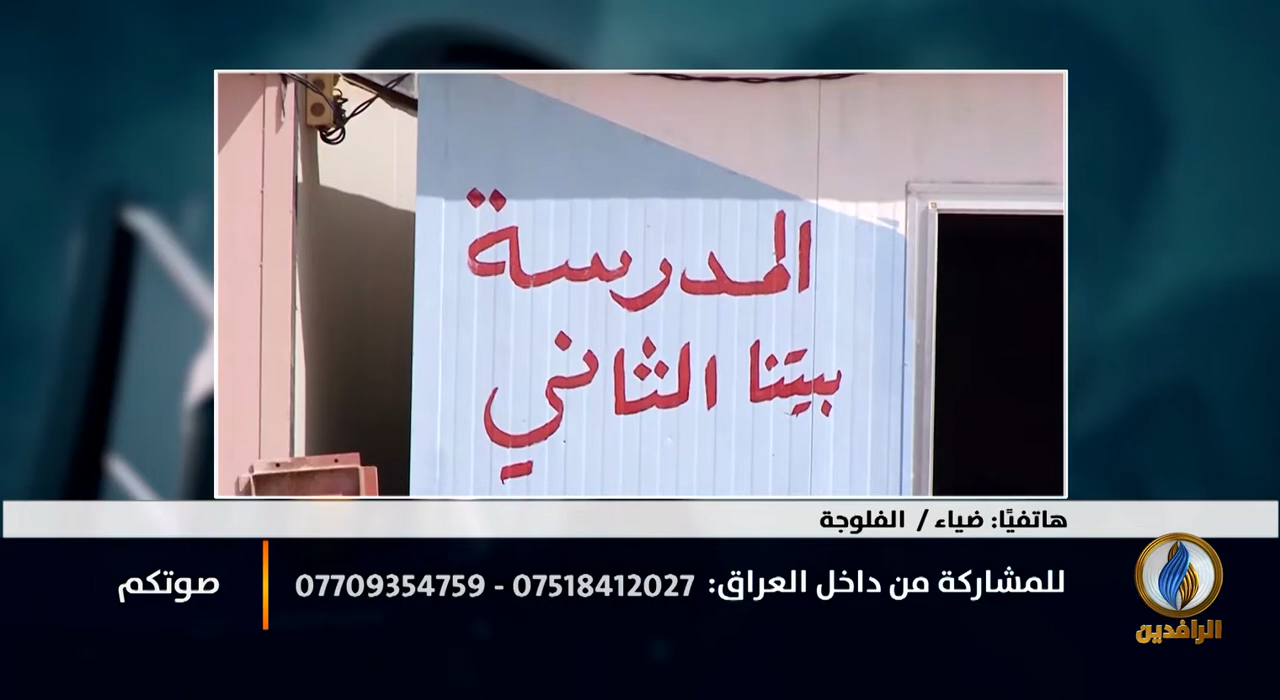 المدرسة
بيتنا الثاني
هاتفيًا: ضياء / الفلوجة
للمشاركة من داخل العراق: 07518412027 - 07709354759
صوتكم
الرافدين